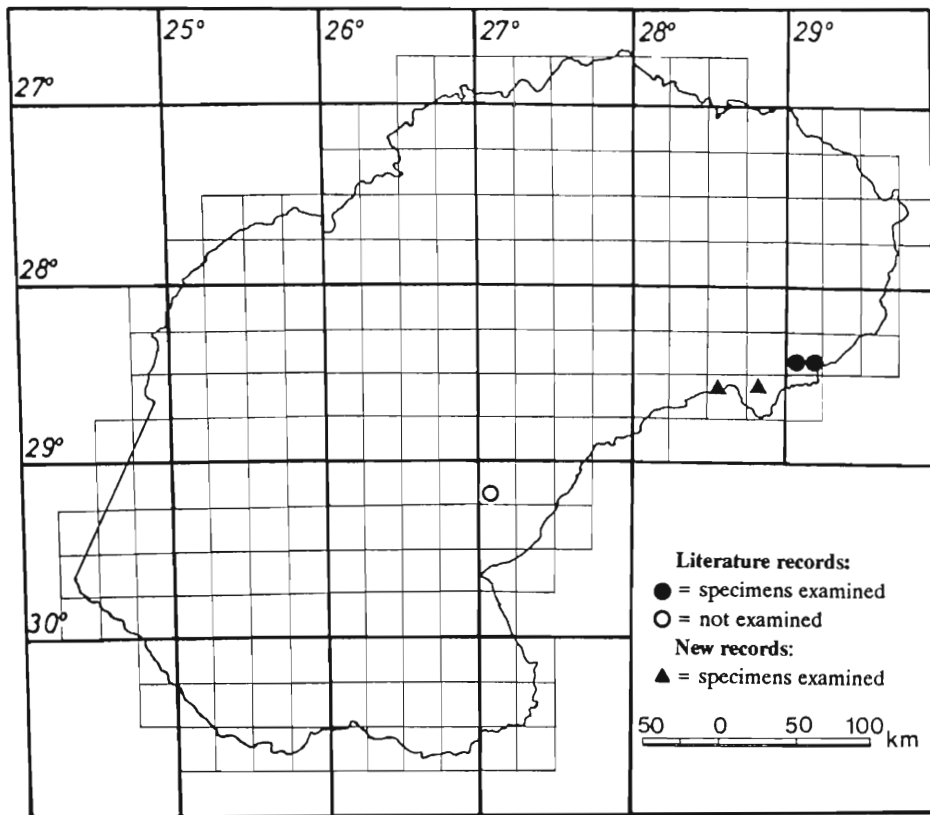 25° 26° 27° 28° 29°
27°
28°
29°
30°
Literature records:
● = specimens examined
○ = not examined
New records:
▲ = specimens examined
50 0 50 100 km